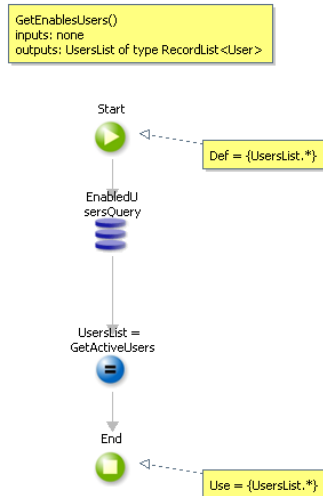 GetEnablesUsers()
inputs: none
outputs: UsersList of type RecordList<User>
Start
Def = {UsersList.*}
EnabledU
sersQuery
UsersList =
GetActiveUsers
End
Use = {UsersList.*}